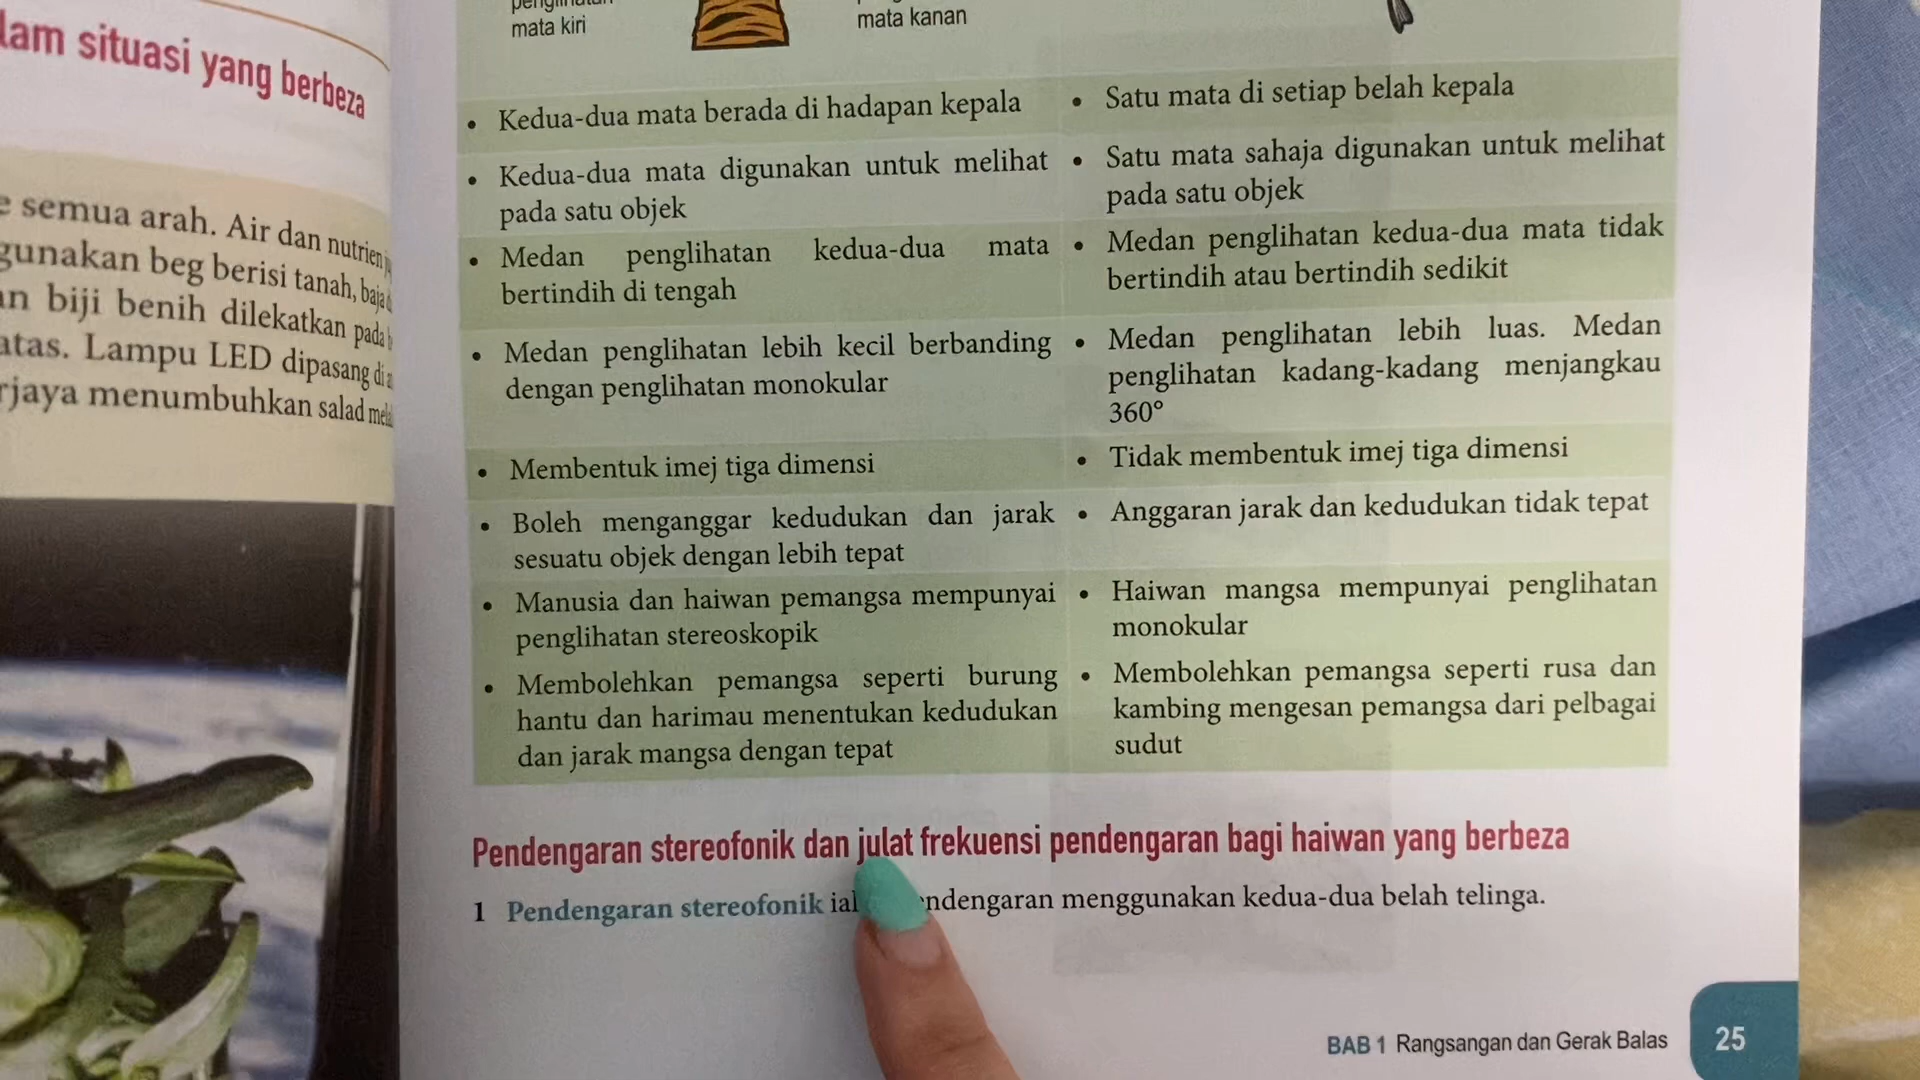 lam situasi yang berbeza
semua arah. Air dan nutrien
gunakan beg berisi tanah, baja
biji benih dilekatkan pada
atas. Lampu LED dipasang di
rjaya menumbuhkan salad
mata kiri
mata kanan
• Kedua-dua mata berada di hadapan kepala
• Kedua-dua mata digunakan untuk melihat
pada satu objek
• Medan penglihatan kedua-dua mata
bertindih di tengah
• Medan penglihatan lebih kecil berbanding
dengan penglihatan monokular
• Membentuk imej tiga dimensi
• Boleh menganggar kedudukan dan jarak
sesuatu objek dengan lebih tepat
• Manusia dan haiwan pemangsa mempunyai
penglihatan stereoskopik
• Membolehkan pemangsa seperti burung
hantu dan harimau menentukan kedudukan
dan jarak mangsa dengan tepat
• Satu mata di setiap belah kepala
• Satu mata sahaja digunakan untuk melihat
pada satu objek
• Medan penglihatan kedua-dua mata tidak
bertindih atau bertindih sedikit
• Medan penglihatan lebih luas. Medan
penglihatan kadang-kadang menjangkau
360°
• Tidak membentuk imej tiga dimensi
• Anggaran jarak dan kedudukan tidak tepat
• Haiwan mangsa mempunyai penglihatan
monokular
• Membolehkan pemangsa seperti rusa dan
kambing mengesan pemangsa dari pelbagai
sudut
Pendengaran stereofonik dan julat frekuensi pendengaran bagi haiwan yang berbeza
1 Pendengaran stereofonik ial ndengaran menggunakan kedua-dua belah telinga.
BAB 1 Rangsangan dan Gerak Balas 25